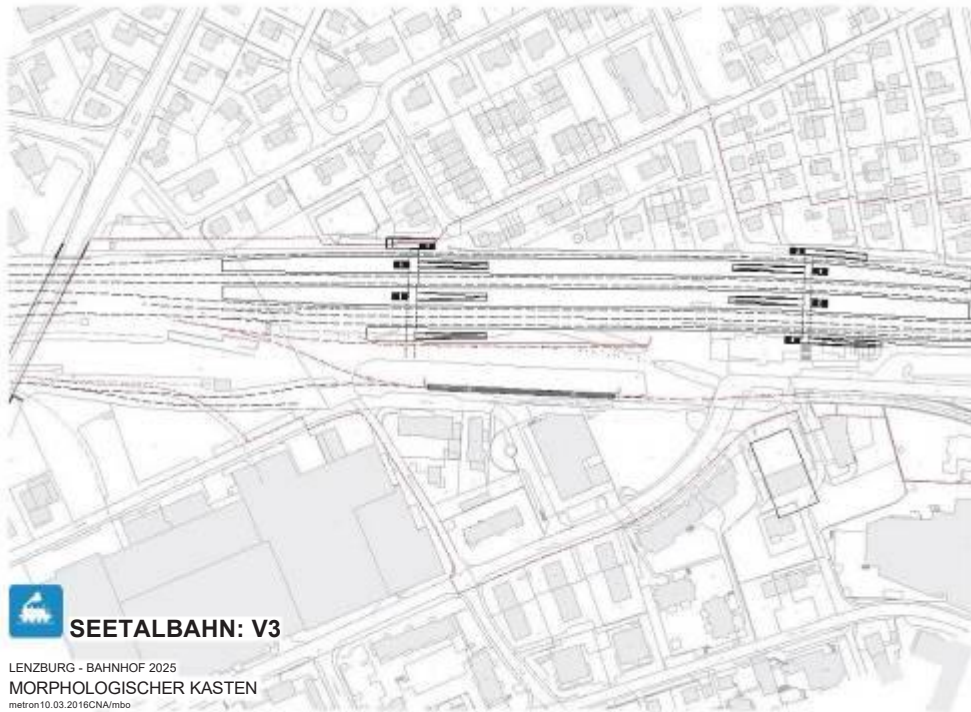 SEETALBAHN: V3
LENZBURG - BAHNHOF 2025
MORPHOLOGISCHER KASTEN
metron10.03.2016CNA/mbo